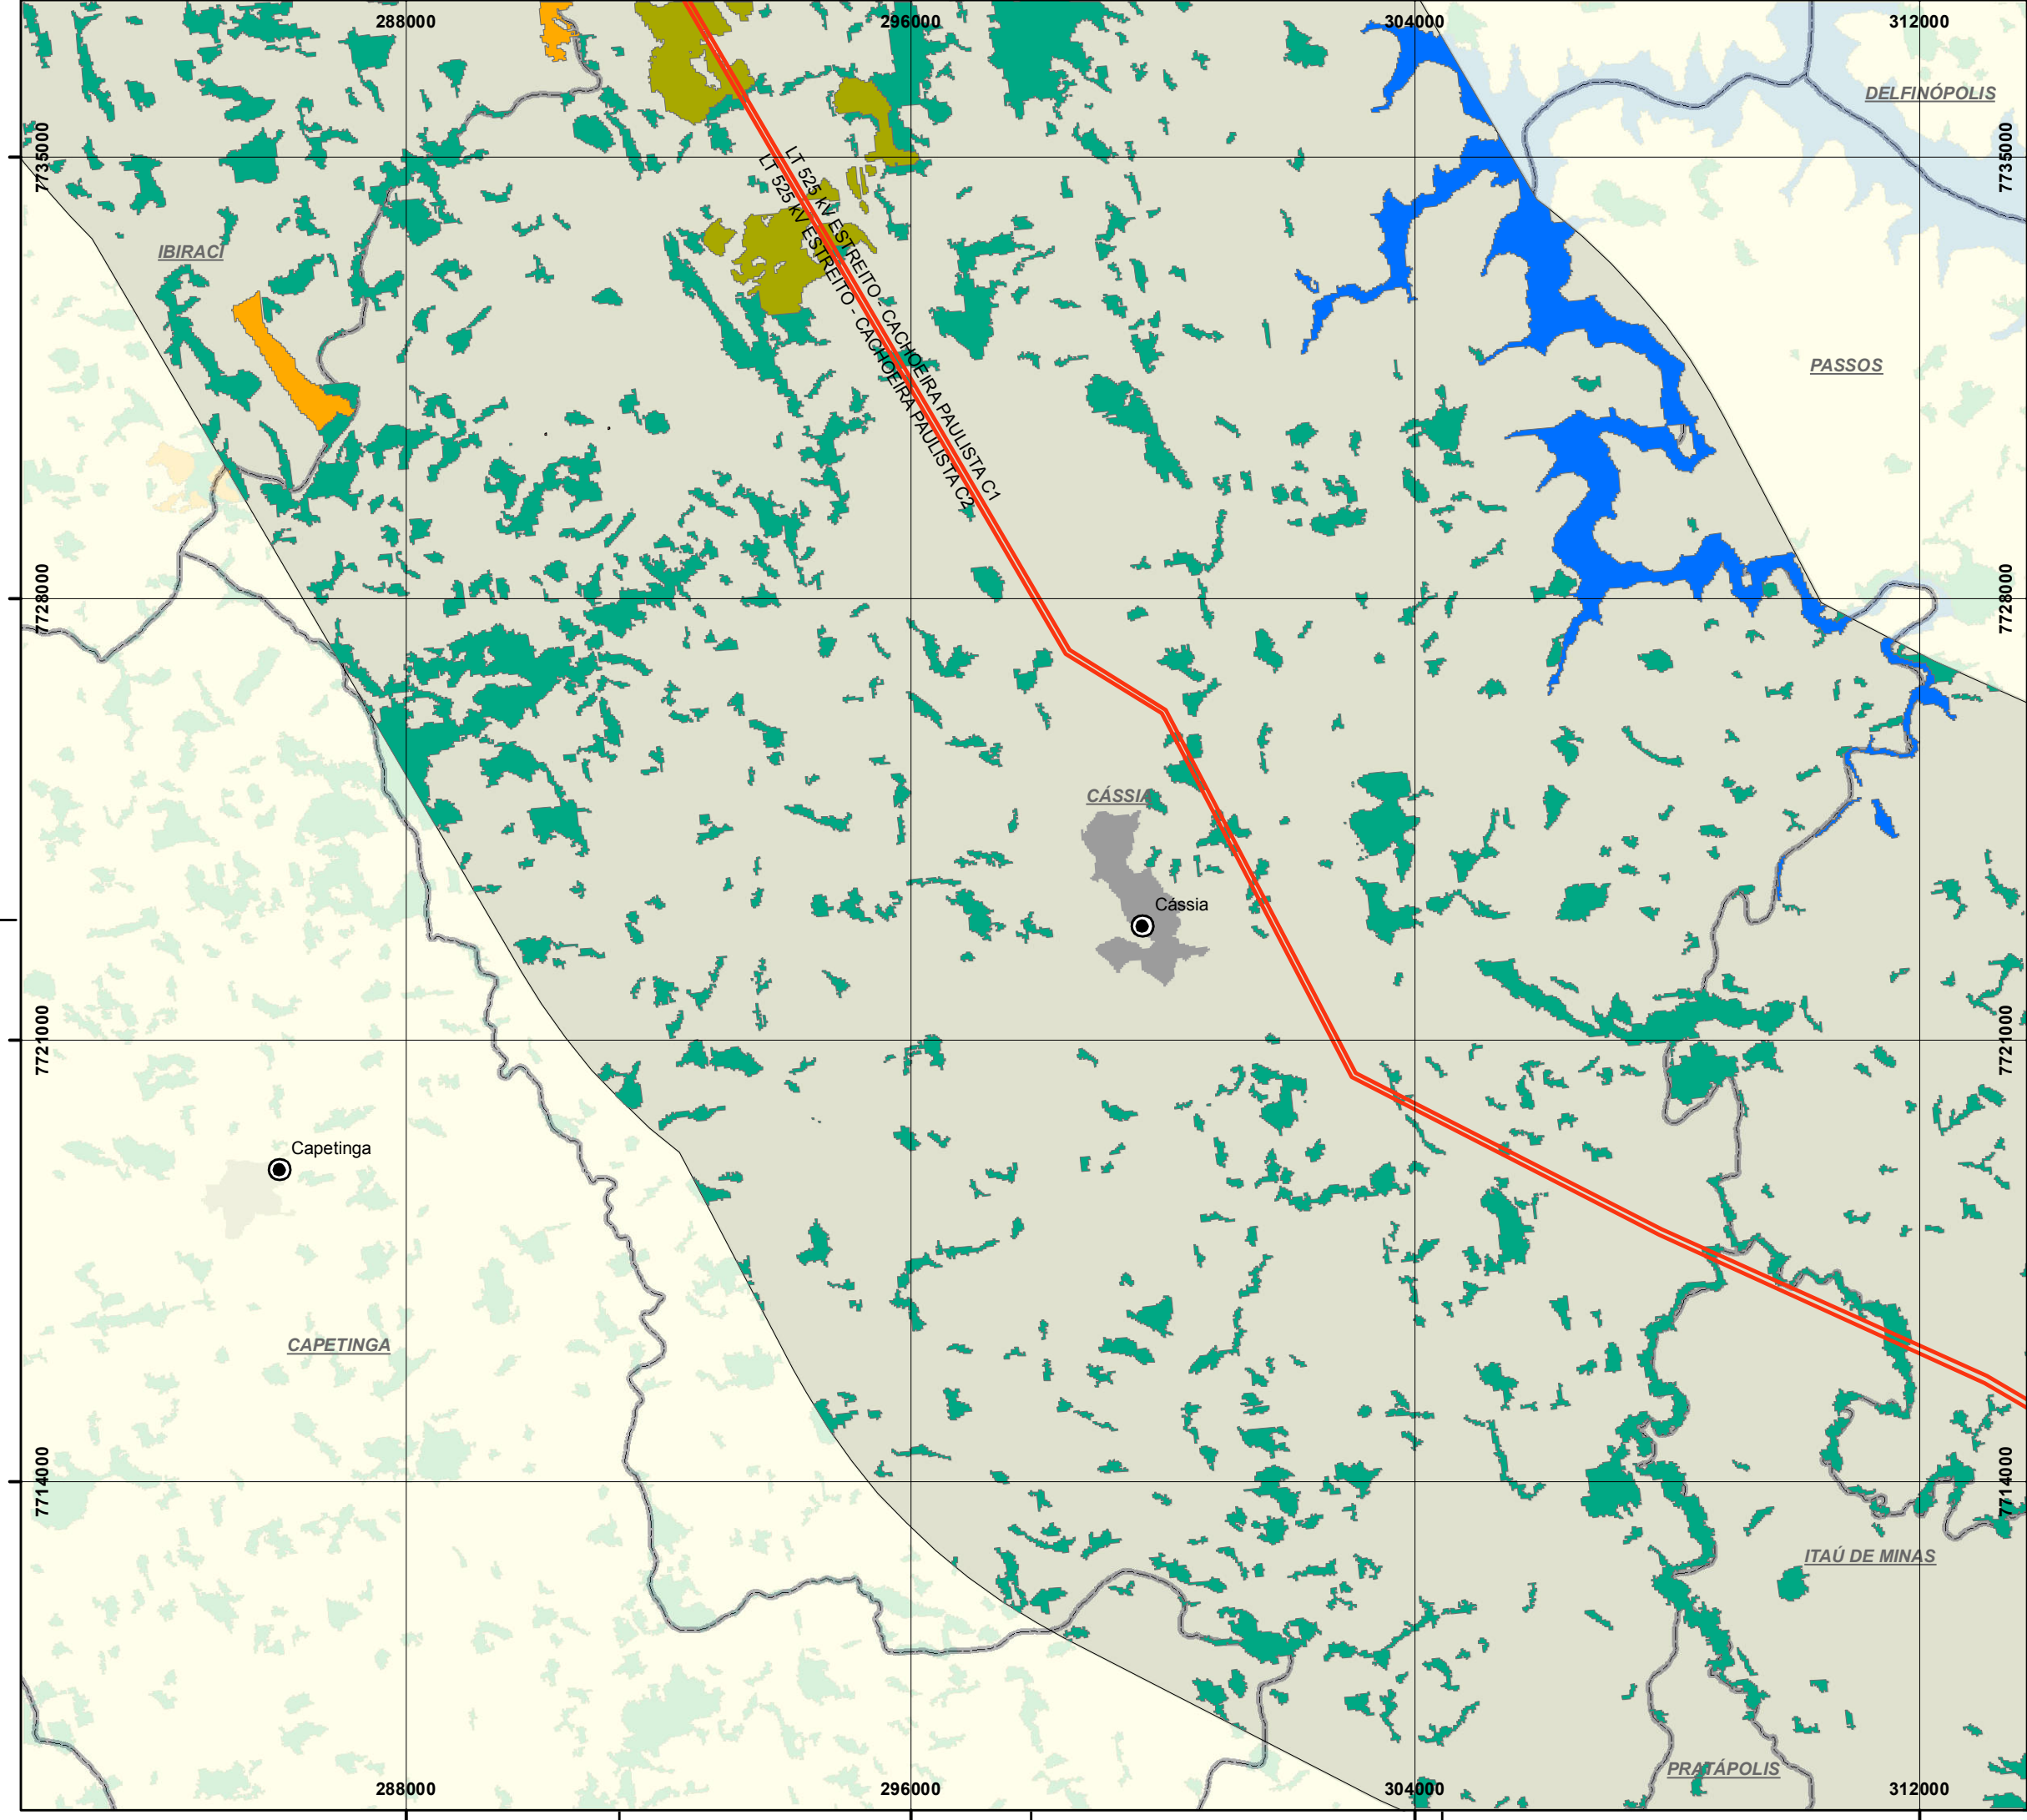 288000
296000
304000
312000
DELFINÓPOLIS
7735000
7735000
LT 525 kV ESTREITO - CACHOEIRA PAULISTA C1
LT 525 kV ESTREITO - CACHOEIRA PAULISTA C2
IBIRACÍ
PASSOS
7728000
7728000
CÁSSIA
Cássia
7721000
7721000
Capetinga
CAPETINGA
7714000
7714000
ITAÚ DE MINAS
PRATÁPOLIS
288000
296000
304000
312000